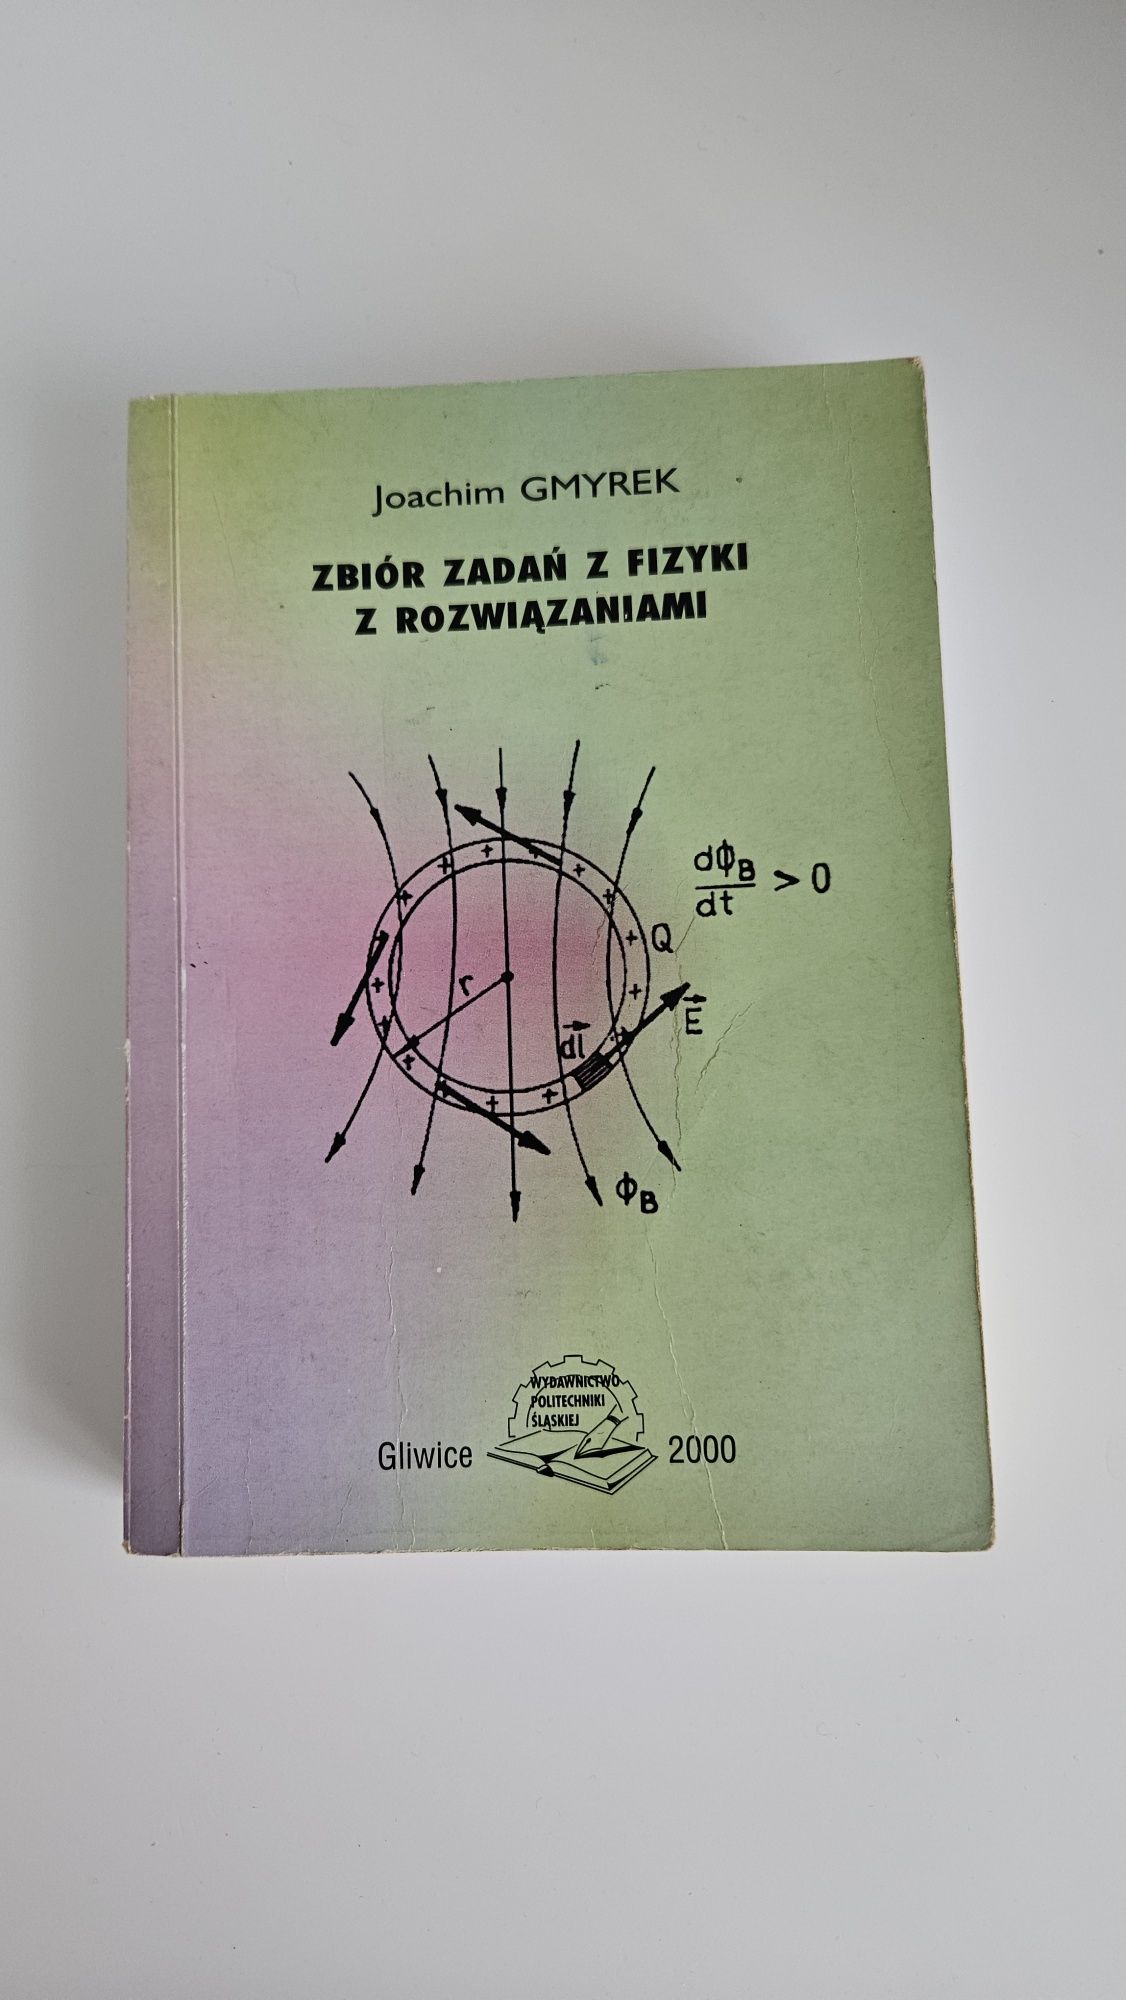 Joachim GMYREK
ZBIÓR ZADAŃ Z FIZYKI
Z ROZWIĄZANIAMI
dΦB
dt
> 0
Q
r
E
dl
ΦB
WYDAWNICTWO
POLITECHNIKI
ŚLĄSKIEJ
Gliwice 2000